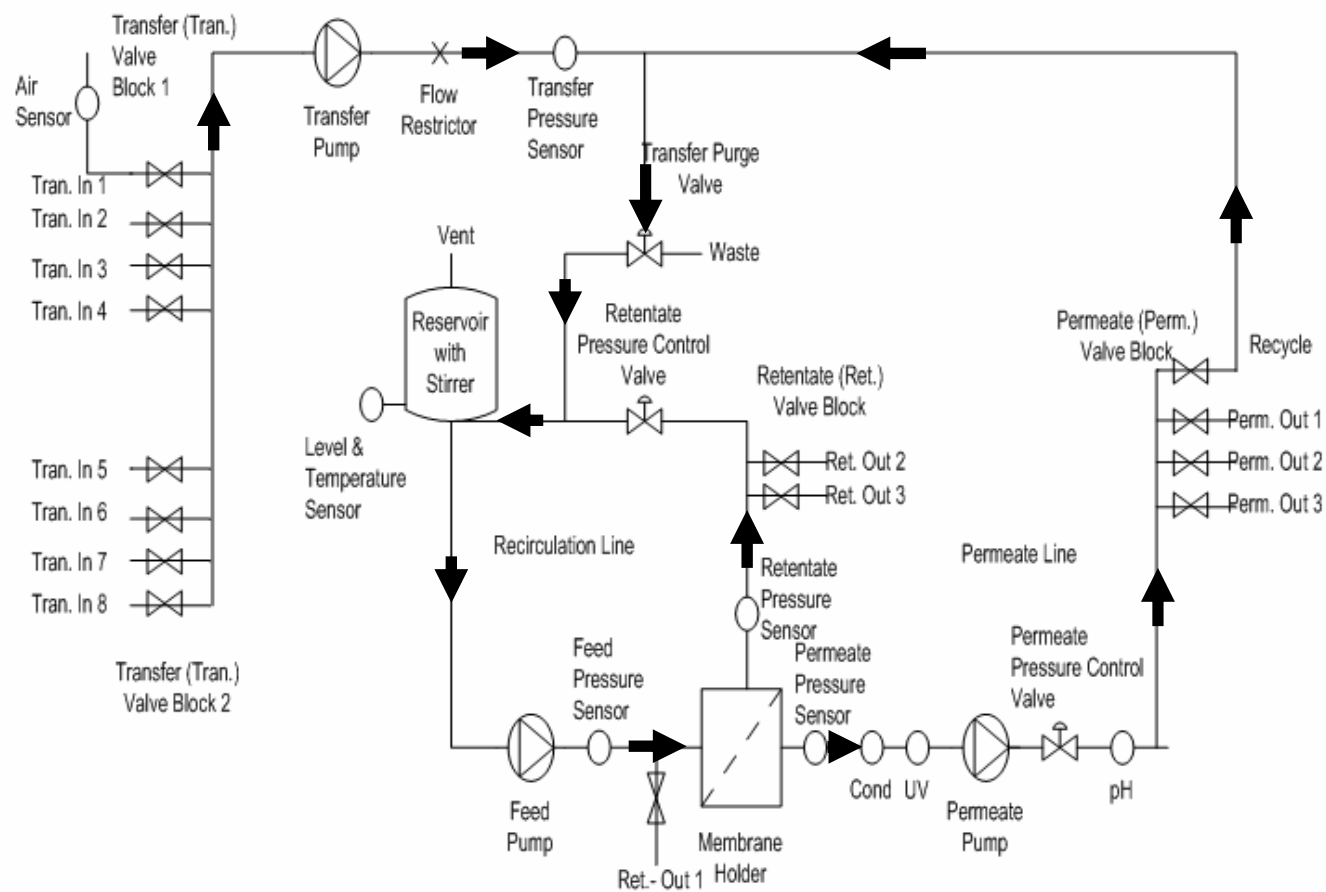 Transfer (Tran.)
Valve
Block 1
Air
Sensor
Transfer
Pump
Flow
Restrictor
Transfer
Pressure
Sensor
Transfer Purge
Valve
Tran. In 1
Tran. In 2
Tran. In 3
Tran. In 4
Vent
Waste
Reservoir
with
Stirrer
Retentate
Pressure Control
Valve
Retentate (Ret.)
Valve Block
Permeate (Perm.)
Valve Block
Recycle
Perm. Out 1
Perm. Out 2
Perm. Out 3
Level &
Temperature
Sensor
Ret. Out 2
Ret. Out 3
Tran. In 5
Tran. In 6
Tran. In 7
Tran. In 8
Recirculation Line
Permeate Line
Retentate
Pressure
Sensor
Transfer (Tran.)
Valve Block 2
Feed
Pressure
Sensor
Permeate
Pressure
Sensor
Permeate
Pressure Control
Valve
Feed
Pump
Ret.- Out 1
Membrane
Holder
Cond
UV
Permeate
Pump
pH